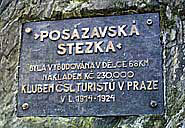 POSÁZAVSKÁ
STEZKA
BYLA VYBUDOVÁNA V DÉLCE 68 KM
NÁKLADEM KČ 230.000
KLUBEM ČSL. TURISTŮ V PRAZE
V L. 1914-1924